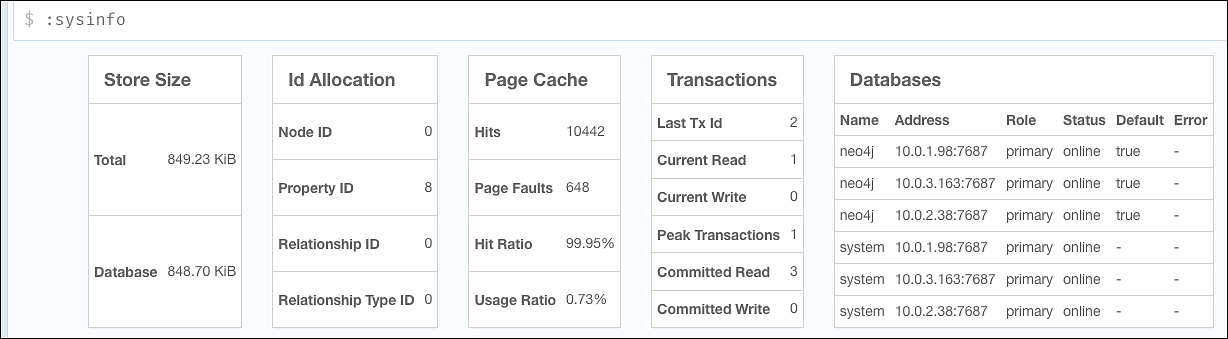 $ :sysinfo
Store Size
Total 849.23 KiB
Database 848.70 KiB
Id Allocation
Node ID 0
Property ID 8
Relationship ID 0
Relationship Type ID 0
Page Cache
Hits 10442
Page Faults 648
Hit Ratio 99.95%
Usage Ratio 0.73%
Transactions
Last Tx Id 2
Current Read 1
Current Write 0
Peak Transactions 1
Committed Read 3
Committed Write 0
Databases
Name Address Role Status Default Error
neo4j 10.0.1.98:7687 primary online true -
neo4j 10.0.3.163:7687 primary online true -
neo4j 10.0.2.38:7687 primary online true -
system 10.0.1.98:7687 primary online - -
system 10.0.3.163:7687 primary online - -
system 10.0.2.38:7687 primary online - -